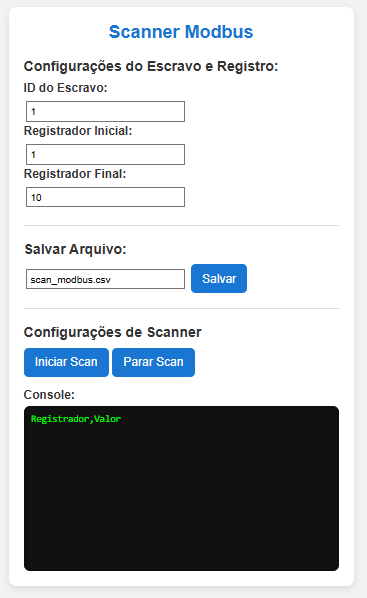 Scanner Modbus
Configurações do Escravo e Registro:
ID do Escravo:
1
Registrador Inicial:
1
Registrador Final:
10
Salvar Arquivo:
scan_modbus.csv Salvar
Configurações de Scanner
Iniciar Scan Parar Scan
Console:
Registrador,Valor